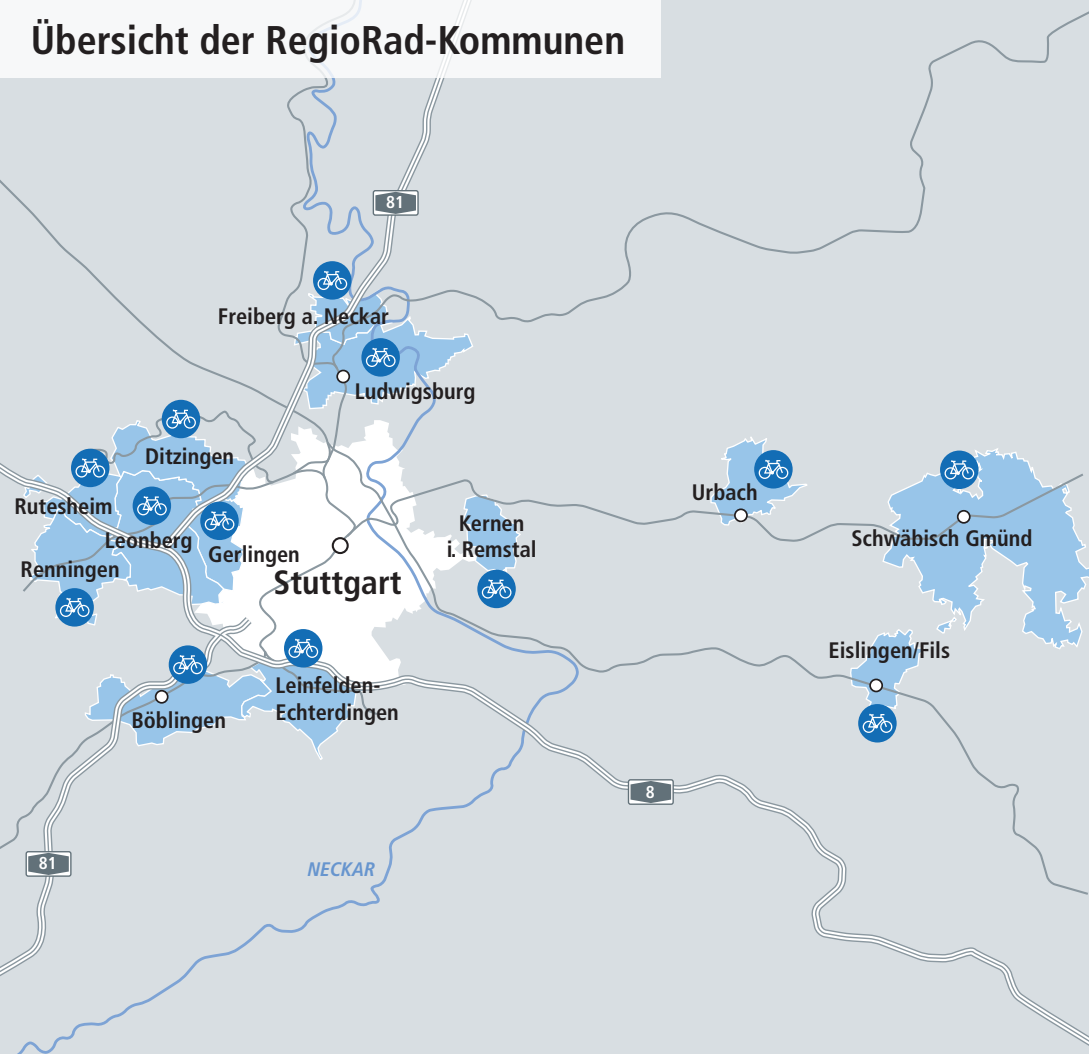 Übersicht der RegioRad-Kommunen
81
Freiberg a. Neckar
Ludwigsburg
Ditzingen
Rutesheim
Leonberg
Gerlingen
Renningen
Stuttgart
Kernen
i. Remstal
Urbach
Schwäbisch Gmünd
Eislingen/Fils
Leinfelden-
Echterdingen
Böblingen
8
81
NECKAR